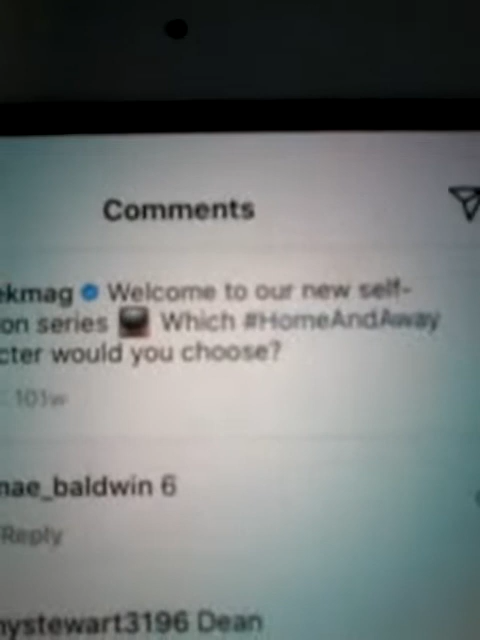 Comments
ekmag Welcome to our new self-
on series Which #HomeAndAway
cter would you choose?
101w
mae_baldwin 6
Reply
ystewart3196 Dean